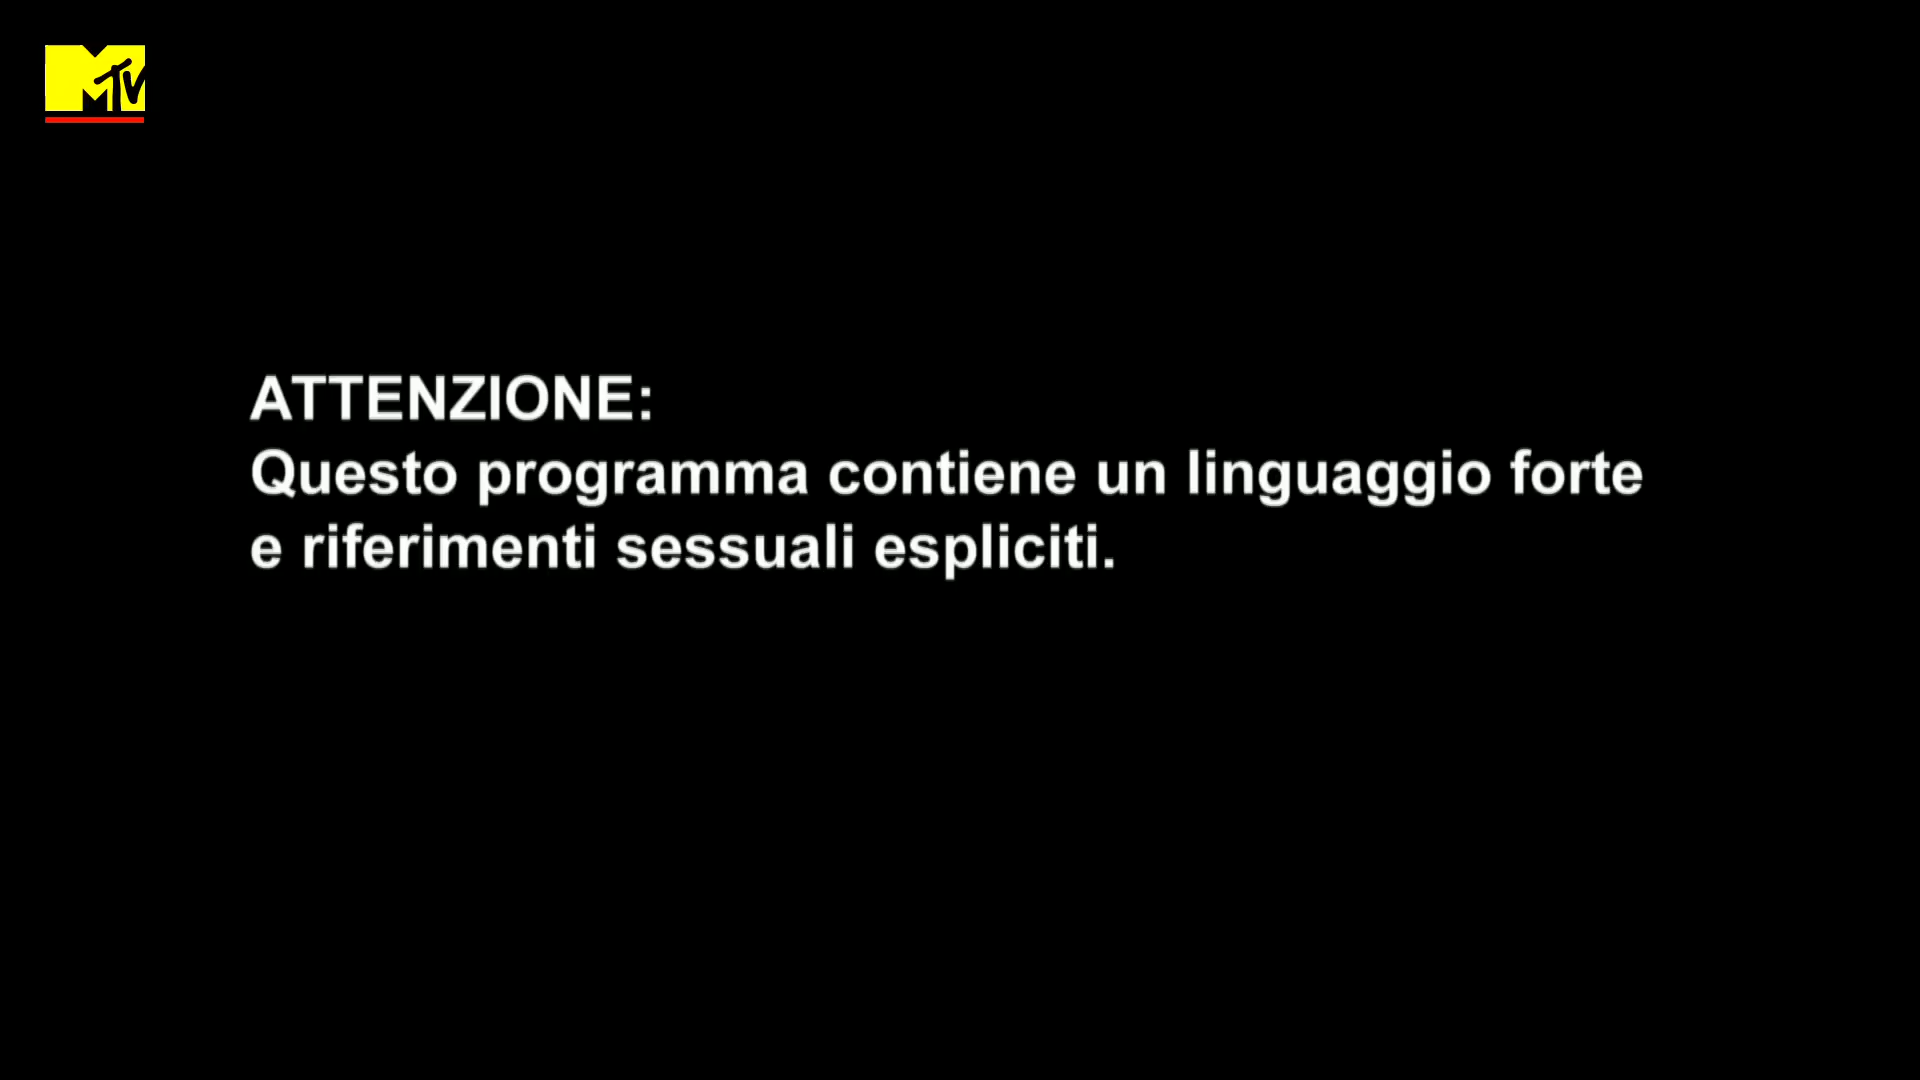 MTV
ATTENZIONE:
Questo programma contiene un linguaggio forte
e riferimenti sessuali espliciti.